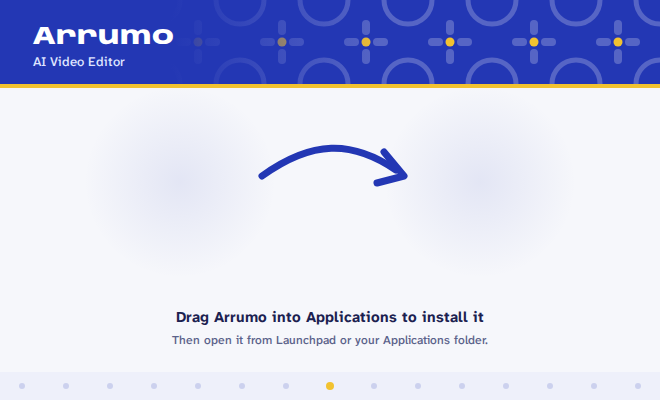 Arrumo
AI Video Editor
Drag Arrumo into Applications to install it
Then open it from Launchpad or your Applications folder.